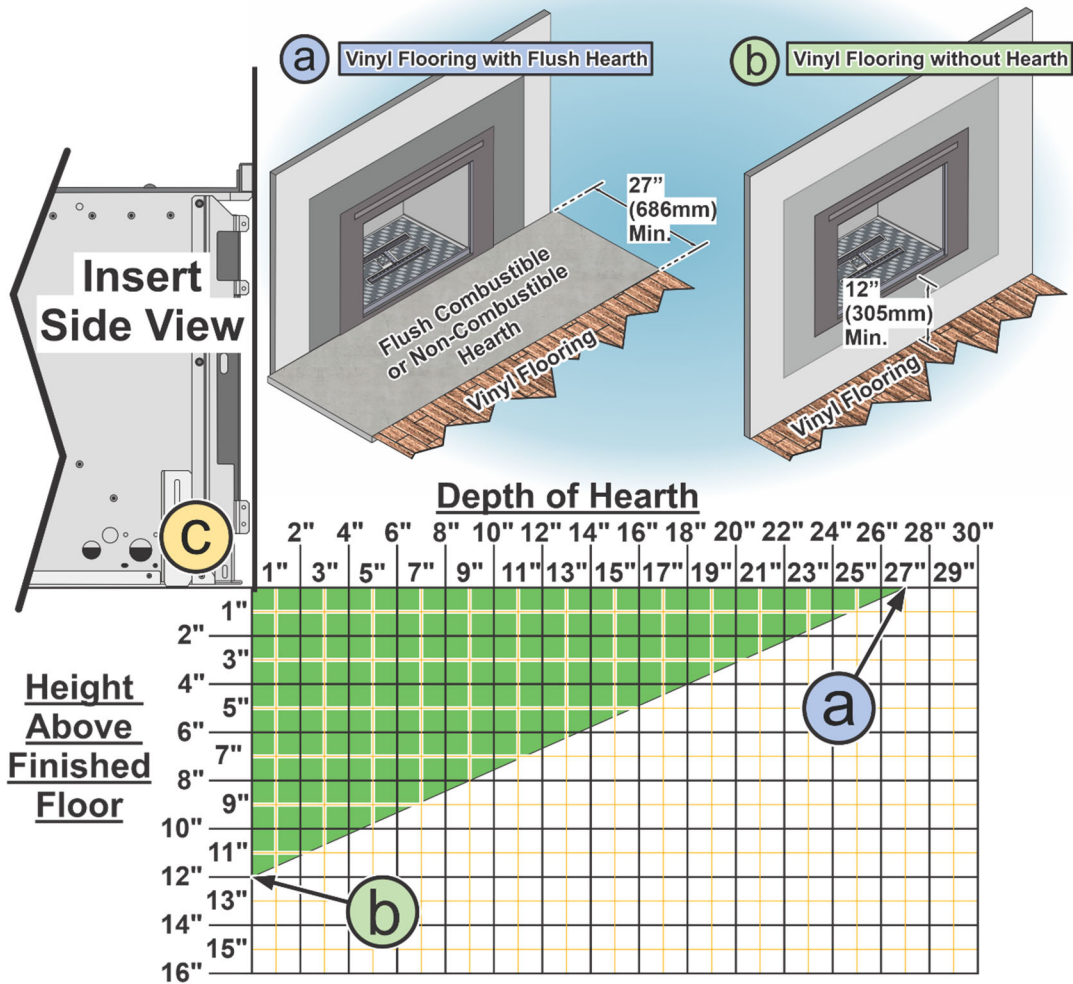 a
Vinyl Flooring with Flush Hearth
b
Vinyl Flooring without Hearth
Insert
Side View
27”
(686mm)
Min.
Flush Combustible
or Non-Combustible
Hearth
Vinyl Flooring
12”
(305mm)
Min.
Vinyl Flooring
C
Depth of Hearth
2" 4" 6" 8" 10" 12" 14" 16" 18" 20" 22" 24" 26" 28" 30"
1" 3" 5" 7" 9" 11" 13" 15" 17" 19" 21" 23" 25" 27" 29"
Height
Above
Finished
Floor
1"
2"
3"
4"
5"
6"
7"
8"
9"
10"
11"
12"
13"
14"
15"
16"
a
b